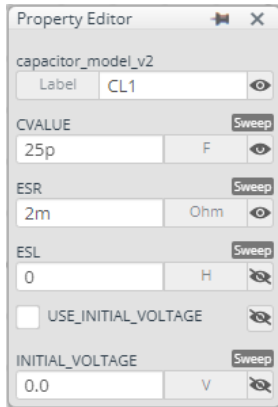 Property Editor
capacitor_model_v2
Label CL1
CVALUE Sweep
25p F
ESR Sweep
2m Ohm
ESL Sweep
0 H
USE_INITIAL_VOLTAGE
INITIAL_VOLTAGE Sweep
0.0 V